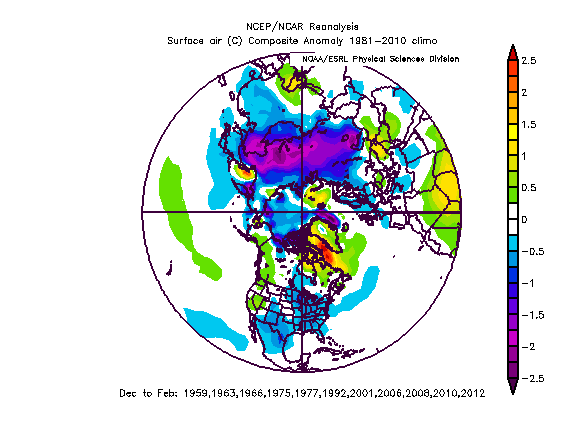 NCEP/NCAR Reanalysis
Surface air (C) Composite Anomaly 1981-2010 climo
NOAA/ESRL Physical Sciences Division
2.5
2
1.5
1
0.5
0
-0.5
-1
-1.5
-2
-2.5
Dec to Feb: 1959,1963,1966,1975,1977,1992,2001,2006,2008,2010,2012